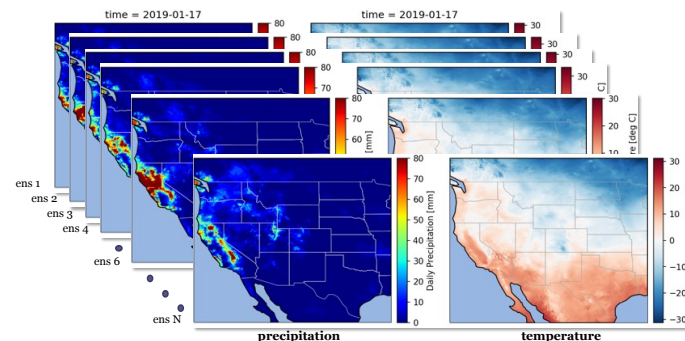 time = 2019-01-17
time = 2019-01-17
80
30
80
30
80
30
70
80
70
80
30
C]
20
60
[mm]
re [deg C]
80
70
60
50
40
30
20
10
0
Daily Precipitation [mm]
30
20
10
0
−10
−20
−30
ens 1
ens 2
ens 3
ens 4
ens 6
ens N
precipitation
temperature